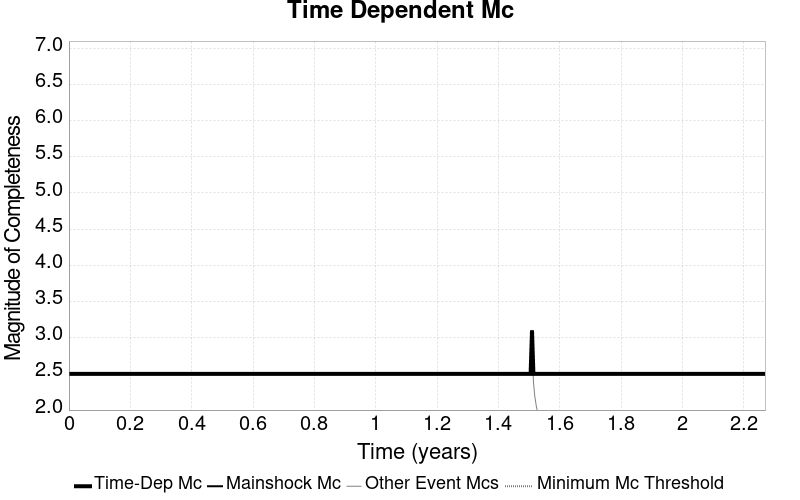 Time Dependent Mc
Magnitude of Completeness
7.0
6.5
6.0
5.5
5.0
4.5
4.0
3.5
3.0
2.5
2.0
0 0.2 0.4 0.6 0.8 1 1.2 1.4 1.6 1.8 2 2.2
Time (years)
Time-Dep Mc Mainshock Mc Other Event Mcs Minimum Mc Threshold